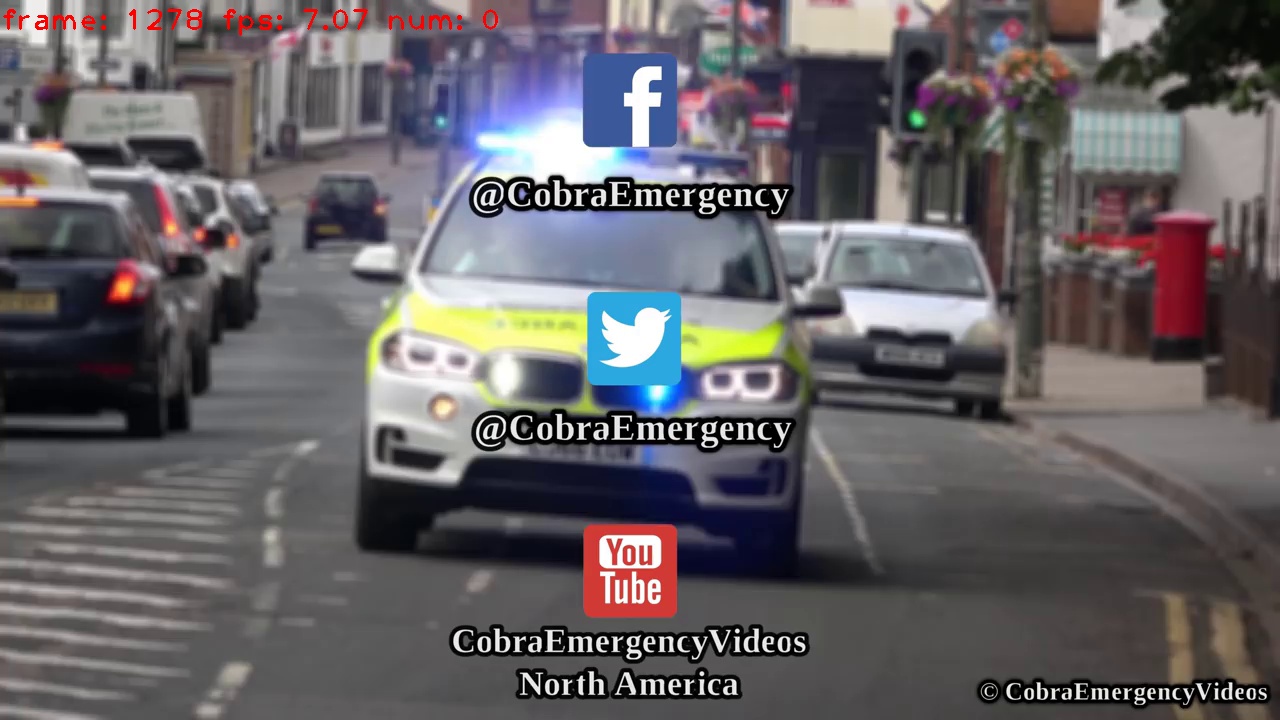 frame: 1278 fps: 7.07 num: 0
f
@CobraEmergency
@CobraEmergency
You
Tube
CobraEmergencyVideos
North America
© CobraEmergencyVideos